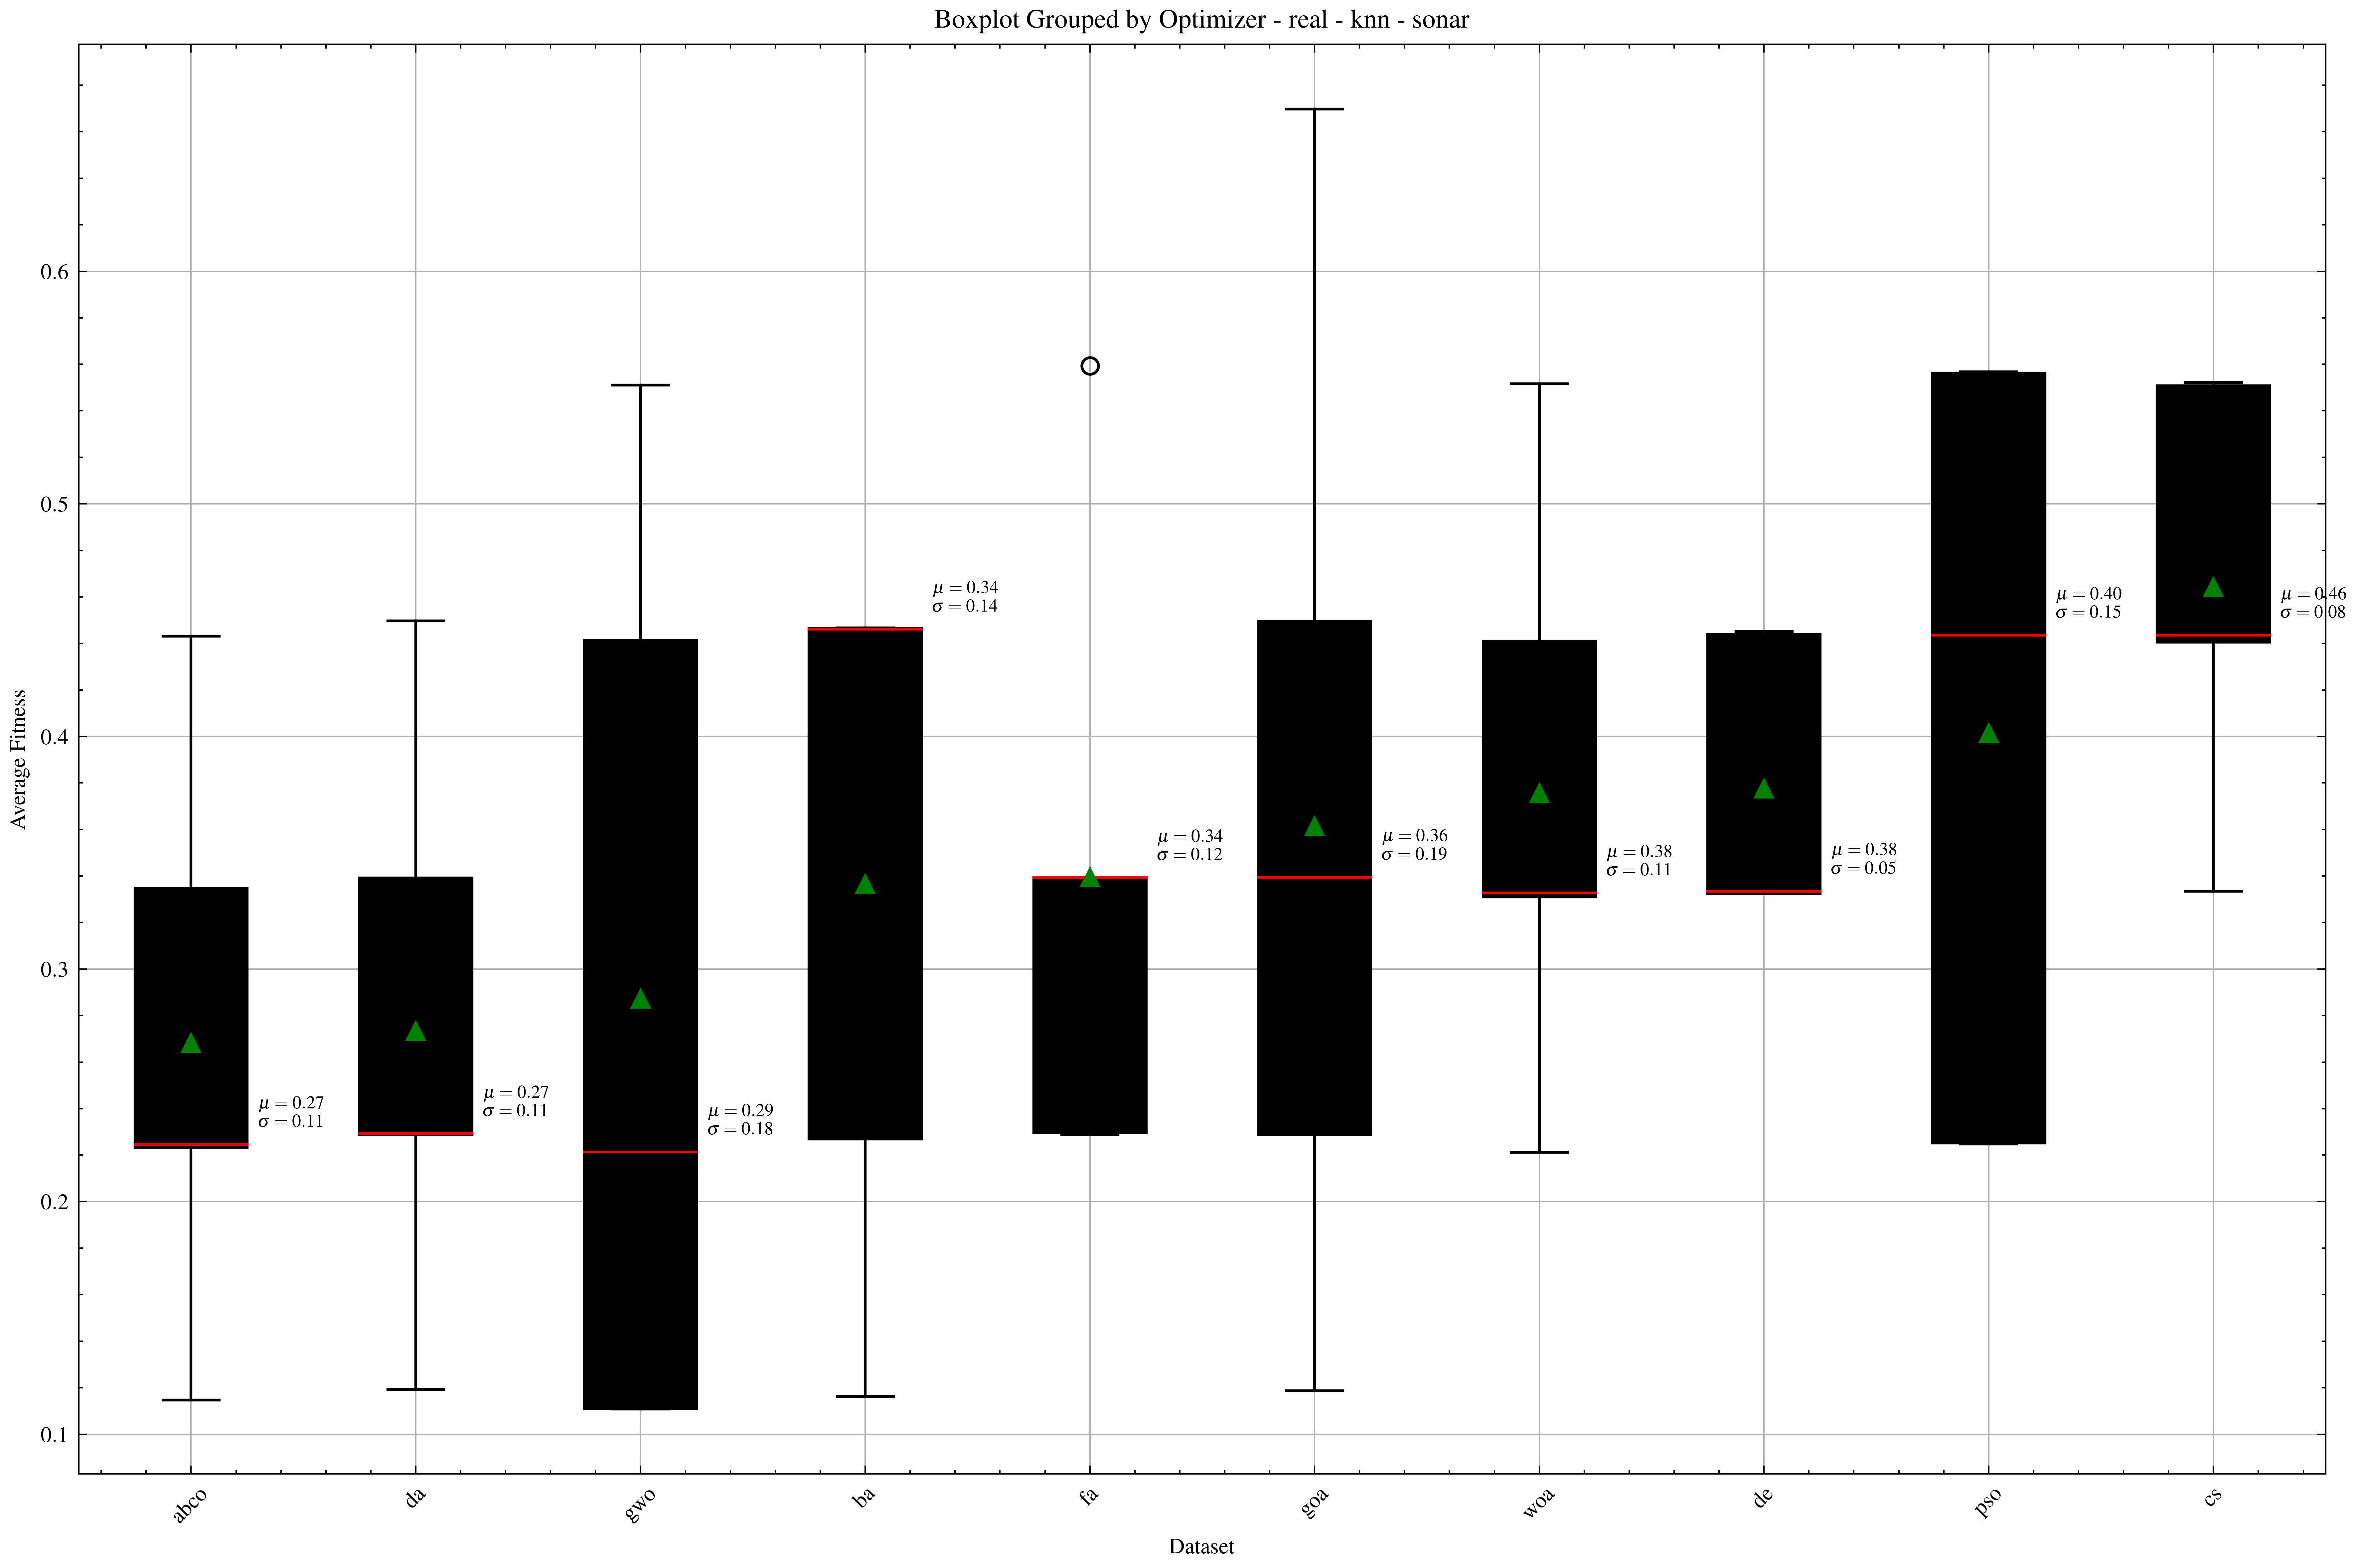 Boxplot Grouped by Optimizer - real - knn - sonar
Average Fitness
0.6
0.5
0.4
0.3
0.2
0.1
μ = 0.27
σ = 0.11
μ = 0.27
σ = 0.11
μ = 0.29
σ = 0.18
μ = 0.34
σ = 0.14
μ = 0.34
σ = 0.12
μ = 0.36
σ = 0.19
μ = 0.38
σ = 0.11
μ = 0.38
σ = 0.05
μ = 0.40
σ = 0.15
μ = 0.46
σ = 0.08
abco
da
gwo
ba
fa
goa
woa
de
pso
cs
Dataset